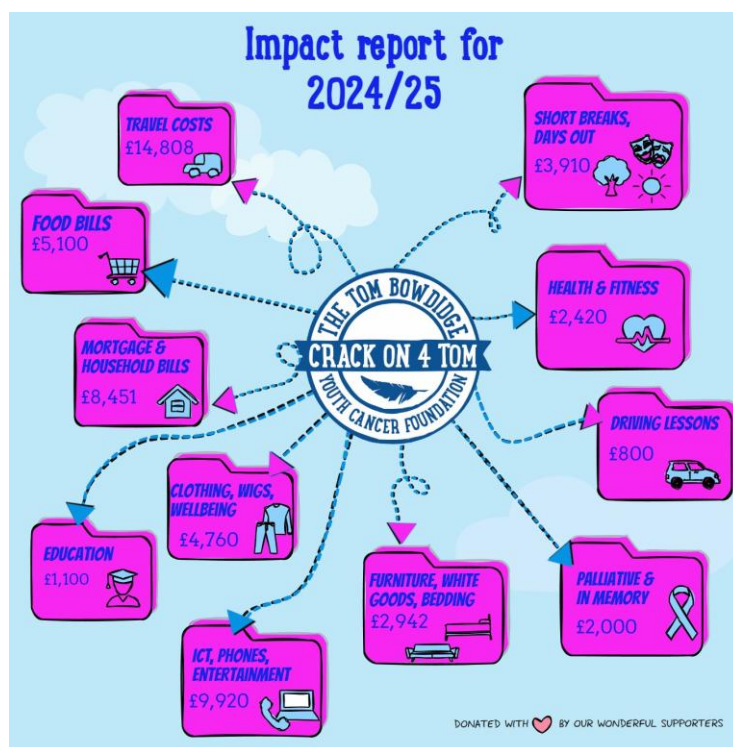 Impact report for
2024/25
TRAVEL COSTS
£14,808
SHORT BREAKS,
DAYS OUT
£3,910
FOOD BILLS
£5,100
HEALTH & FITNESS
£2,420
THE TOM BOWDIDGE
CRACK ON 4 TOM
YOUTH CANCER FOUNDATION
MORTGAGE &
HOUSEHOLD BILLS
£8,451
DRIVING LESSONS
£800
CLOTHING, WIGS,
WELLBEING
£4,760
EDUCATION
£1,100
FURNITURE, WHITE
GOODS, BEDDING
£2,942
PALLIATIVE &
IN MEMORY
£2,000
ICT, PHONES,
ENTERTAINMENT
£9,920
DONATED WITH BY OUR WONDERFUL SUPPORTERS